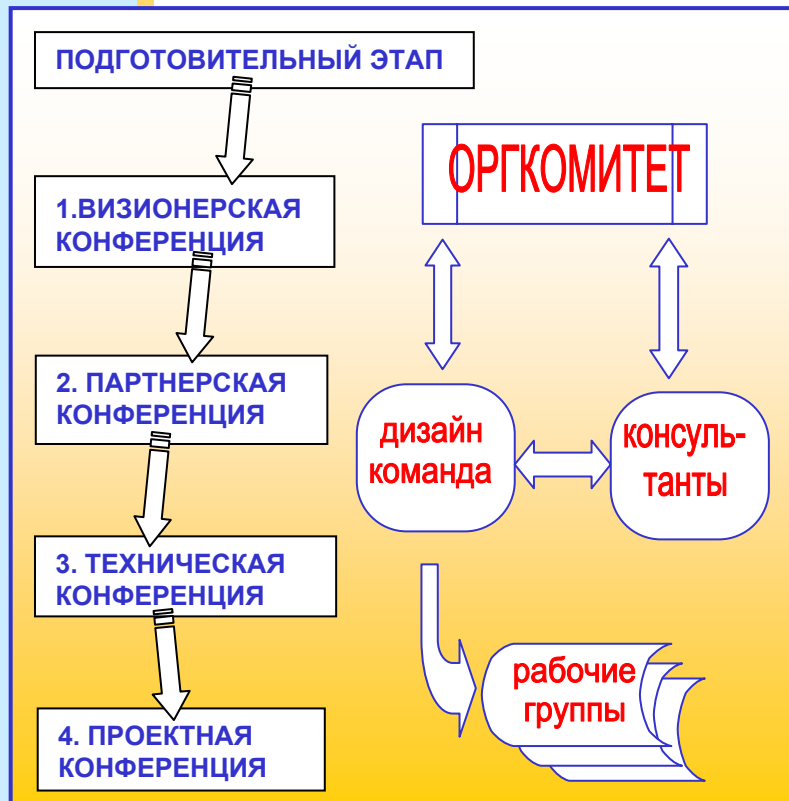 ПОДГОТОВИТЕЛЬНЫЙ ЭТАП
1.ВИЗИОНЕРСКАЯ
КОНФЕРЕНЦИЯ
2. ПАРТНЕРСКАЯ
КОНФЕРЕНЦИЯ
3. ТЕХНИЧЕСКАЯ
КОНФЕРЕНЦИЯ
4. ПРОЕКТНАЯ
КОНФЕРЕНЦИЯ
ОРГКОМИТЕТ
дизайн
команда
консуль-
танты
рабочие
группы